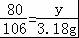 80/106 = y/3.18g